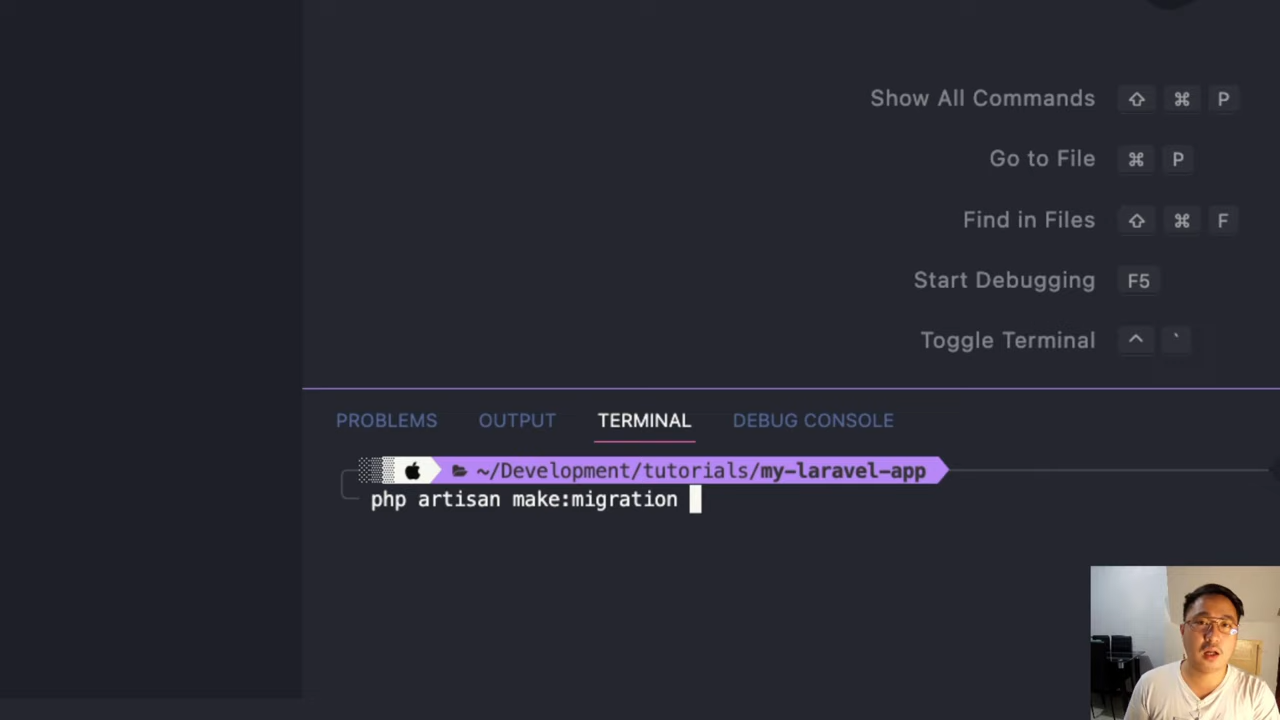 Show All Commands ⇧ ⌘ P
Go to File ⌘ P
Find in Files ⇧ ⌘ F
Start Debugging F5
Toggle Terminal ^ `
PROBLEMS OUTPUT TERMINAL DEBUG CONSOLE
~/Development/tutorials/my-laravel-app
php artisan make:migration